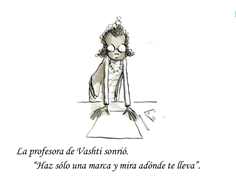 La profesora de Vashti sonrió.
“Haz sólo una marca y mira adónde te lleva”.